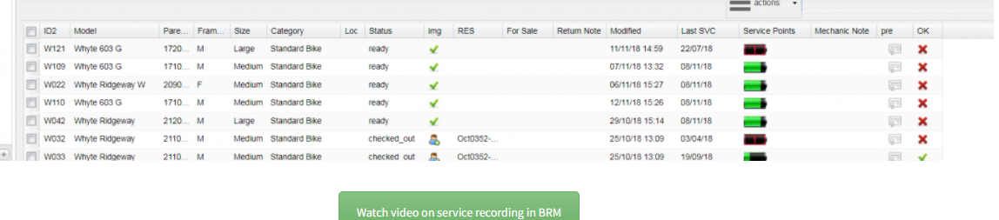 actions
ID2 Model Pare... Fram... Size Category Loc Status img RES For Sale Return Note Modified Last SVC Service Points Mechanic Note pre OK
W121 Whyte 603 G 1720... M Large Standard Bike ready 11/11/18 14:59 22/07/18
W109 Whyte 603 G 1710... M Medium Standard Bike ready 07/11/18 13:32 08/11/18
W022 Whyte Ridgeway W 2090... F Medium Standard Bike ready 06/11/18 15:27 08/11/18
W110 Whyte 603 G 1710... M Medium Standard Bike ready 12/11/18 15:26 08/11/18
W042 Whyte Ridgeway 2120... M Large Standard Bike ready 29/10/18 15:14 08/11/18
W032 Whyte Ridgeway 2110... M Medium Standard Bike checked_out Oct0352-... 25/10/18 13:09 03/04/18
W033 Whyte Ridgeway 2110... M Medium Standard Bike checked_out Oct0352-... 25/10/18 13:09 19/09/18
Watch video on service recording in BRM